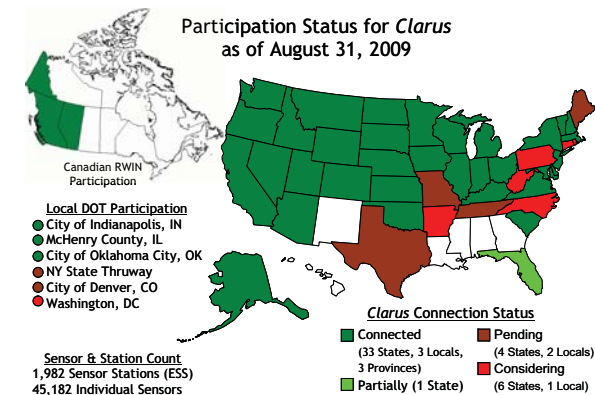 Participation Status for Clarus
as of August 31, 2009
Canadian RWIN
Participation
Local DOT Participation
City of Indianapolis, IN
McHenry County, IL
City of Oklahoma City, OK
NY State Thruway
City of Denver, CO
Washington, DC
Sensor & Station Count
1,982 Sensor Stations (ESS)
45,182 Individual Sensors
Clarus Connection Status
Connected
(33 States, 3 Locals,
3 Provinces)
Partially (1 State)
Pending
(4 States, 2 Locals)
Considering
(6 States, 1 Local)